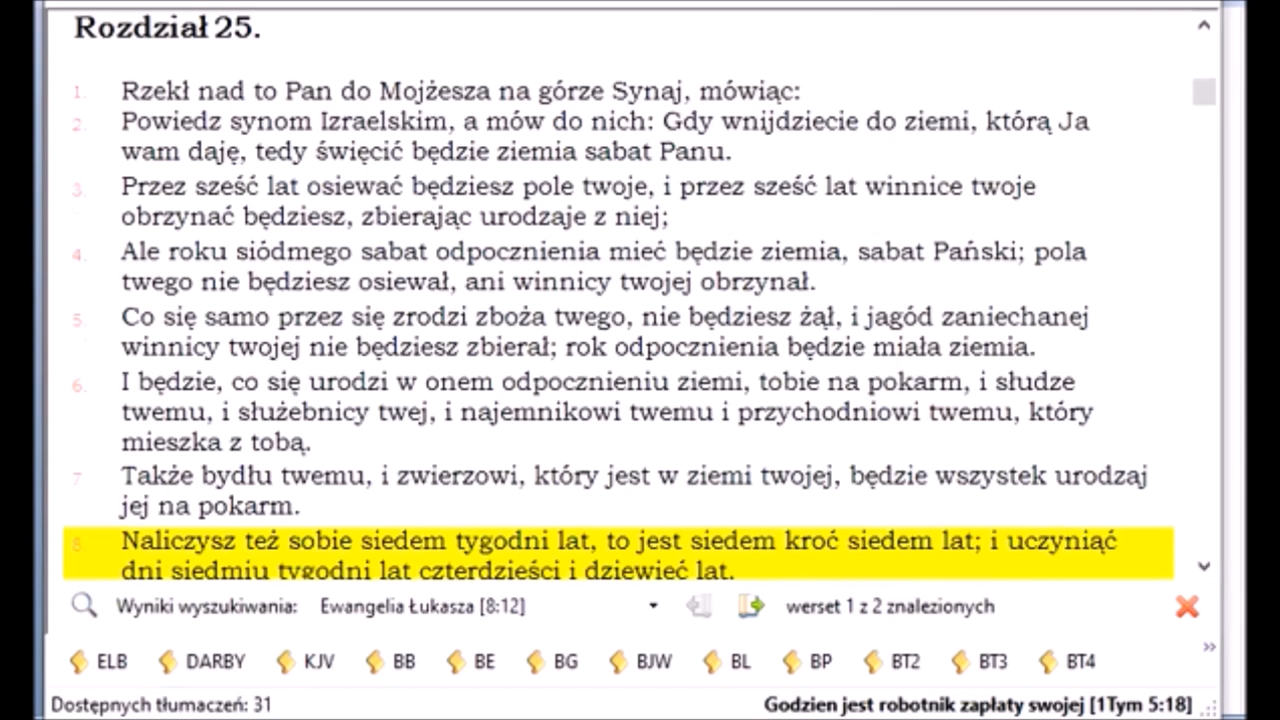 Rozdział 25.
1. Rzekł nad to Pan do Mojżesza na górze Synaj, mówiąc:
2. Powiedz synom Izraelskim, a mów do nich: Gdy wnijdziecie do ziemi, którą Ja
wam daję, tedy święcić będzie ziemia sabat Panu.
3. Przez sześć lat osiewać będziesz pole twoje, i przez sześć lat winnice twoje
obrzynać będziesz, zbierając urodzaje z niej;
4. Ale roku siódmego sabat odpocznienia mieć będzie ziemia, sabat Pański; pola
twego nie będziesz osiewał, ani winnicy twojej obrzynał.
5. Co się samo przez się zrodzi zboża twego, nie będziesz żął, i jagód zaniechanej
winnicy twojej nie będziesz zbierał; rok odpocznienia będzie miała ziemia.
6. I będzie, co się urodzi w onem odpocznieniu ziemi, tobie na pokarm, i słudze
twemu, i służebnicy twej, i najemnikowi twemu i przychodniowi twemu, który
mieszka z tobą.
7 Także bydłu twemu, i zwierzowi, który jest w ziemi twojej, będzie wszystek urodzaj
jej na pokarm.
8. Naliczysz też sobie siedem tygodni lat, to jest siedem kroć siedem lat; i uczyniąć
dni siedmiu tygodni lat czterdzieści i dziewięć lat.
Wyniki wyszukiwania: Ewangelia Łukasza [8:12] werset 1 z 2 znalezionych
ELB DARBY KJV BB BE BG BJW BL BP BT2 BT3 BT4 »
Dostępnych tłumaczeń: 31 Godzien jest robotnik zapłaty swojej [1Tym 5:18]